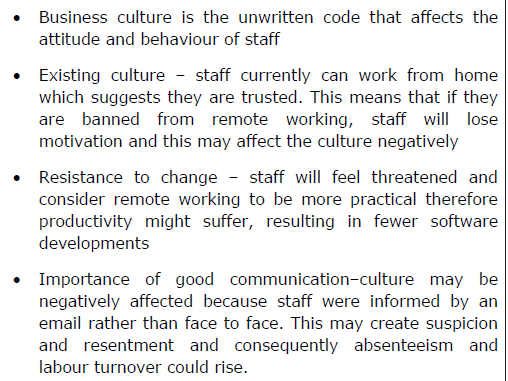 • Business culture is the unwritten code that affects the
attitude and behaviour of staff
• Existing culture – staff currently can work from home
which suggests they are trusted. This means that if they
are banned from remote working, staff will lose
motivation and this may affect the culture negatively
• Resistance to change – staff will feel threatened and
consider remote working to be more practical therefore
productivity might suffer, resulting in fewer software
developments
• Importance of good communication–culture may be
negatively affected because staff were informed by an
email rather than face to face. This may create suspicion
and resentment and consequently absenteeism and
labour turnover could rise.